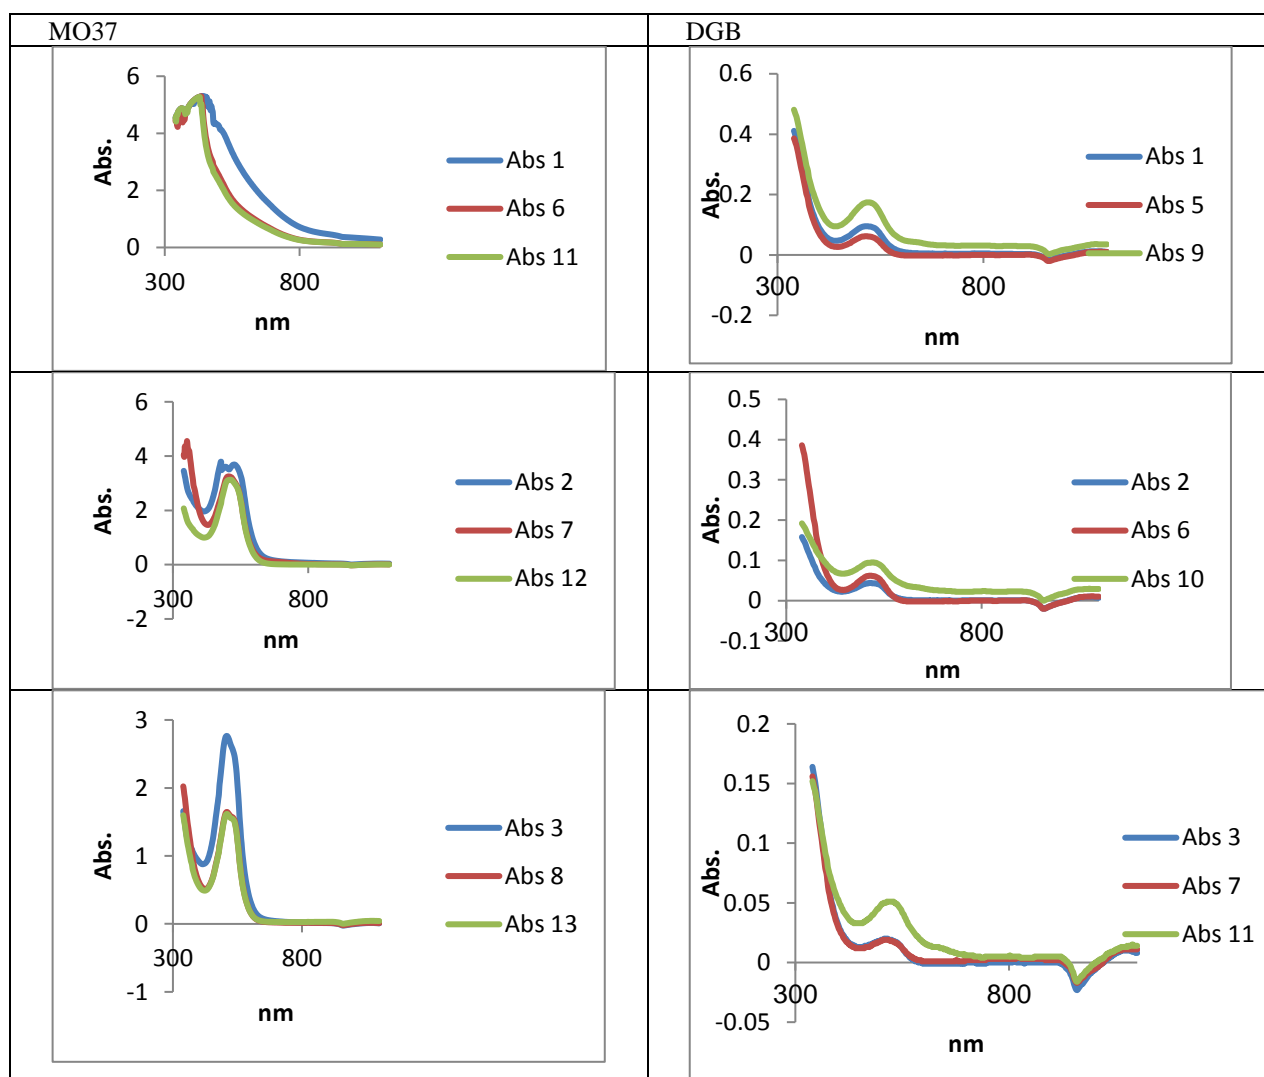 MO37
DGB
6
4
2
0
300
800
Abs.
nm
Abs 1
Abs 6
Abs 11
0.6
0.4
0.2
0
-0.2
300
800
Abs.
nm
Abs 1
Abs 5
Abs 9
6
4
2
0
-2
300
800
Abs.
nm
Abs 2
Abs 7
Abs 12
0.5
0.4
0.3
0.2
0.1
0
-0.1
300
800
Abs.
nm
Abs 2
Abs 6
Abs 10
3
2
1
0
-1
300
800
Abs.
nm
Abs 3
Abs 8
Abs 13
0.2
0.15
0.1
0.05
0
-0.05
300
800
Abs.
nm
Abs 3
Abs 7
Abs 11